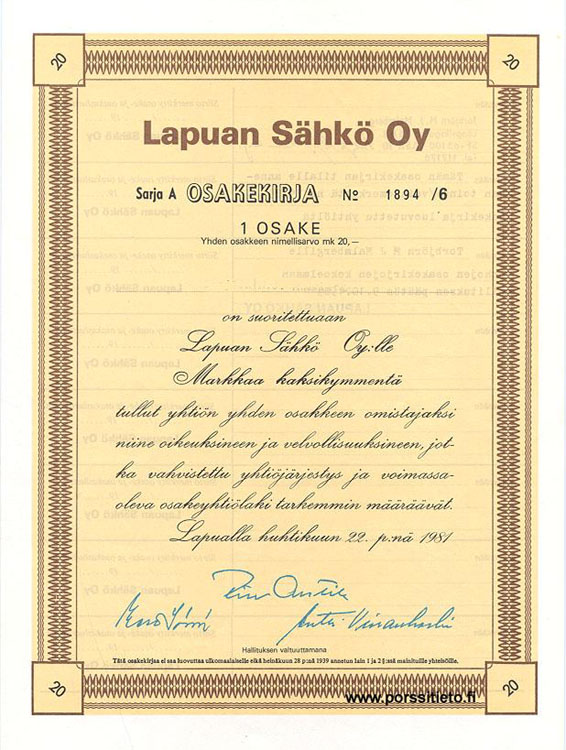 20
20
Lapuan Sähkö Oy
Sarja A OSAKEKIRJA № 1894 /6
1 OSAKE
Yhden osakkeen nimellisarvo mk 20,—
on suoritettuaan
Lapuan Sähkö Oy:lle
Markkaa kaksikymmentä
tullut yhtiön yhden osakkeen omistajaksi
niine oikeuksineen ja velvollisuuksineen, jot-
ka vahvistettu yhtiöjärjestys ja voimassa-
oleva osakeyhtiölaki tarkemmin määräävät.
Lapualla huhtikuun 22. p:nä 1981
Hallituksen valtuuttamana
Tätä osakekirjaa ei saa luovuttaa ulkomaalaiselle eikä heinäkuun 28 p:nä 1939 annetun lain 1 ja 2 §:ssä mainituille yhteisöille.
20
20
www.porssitieto.fi